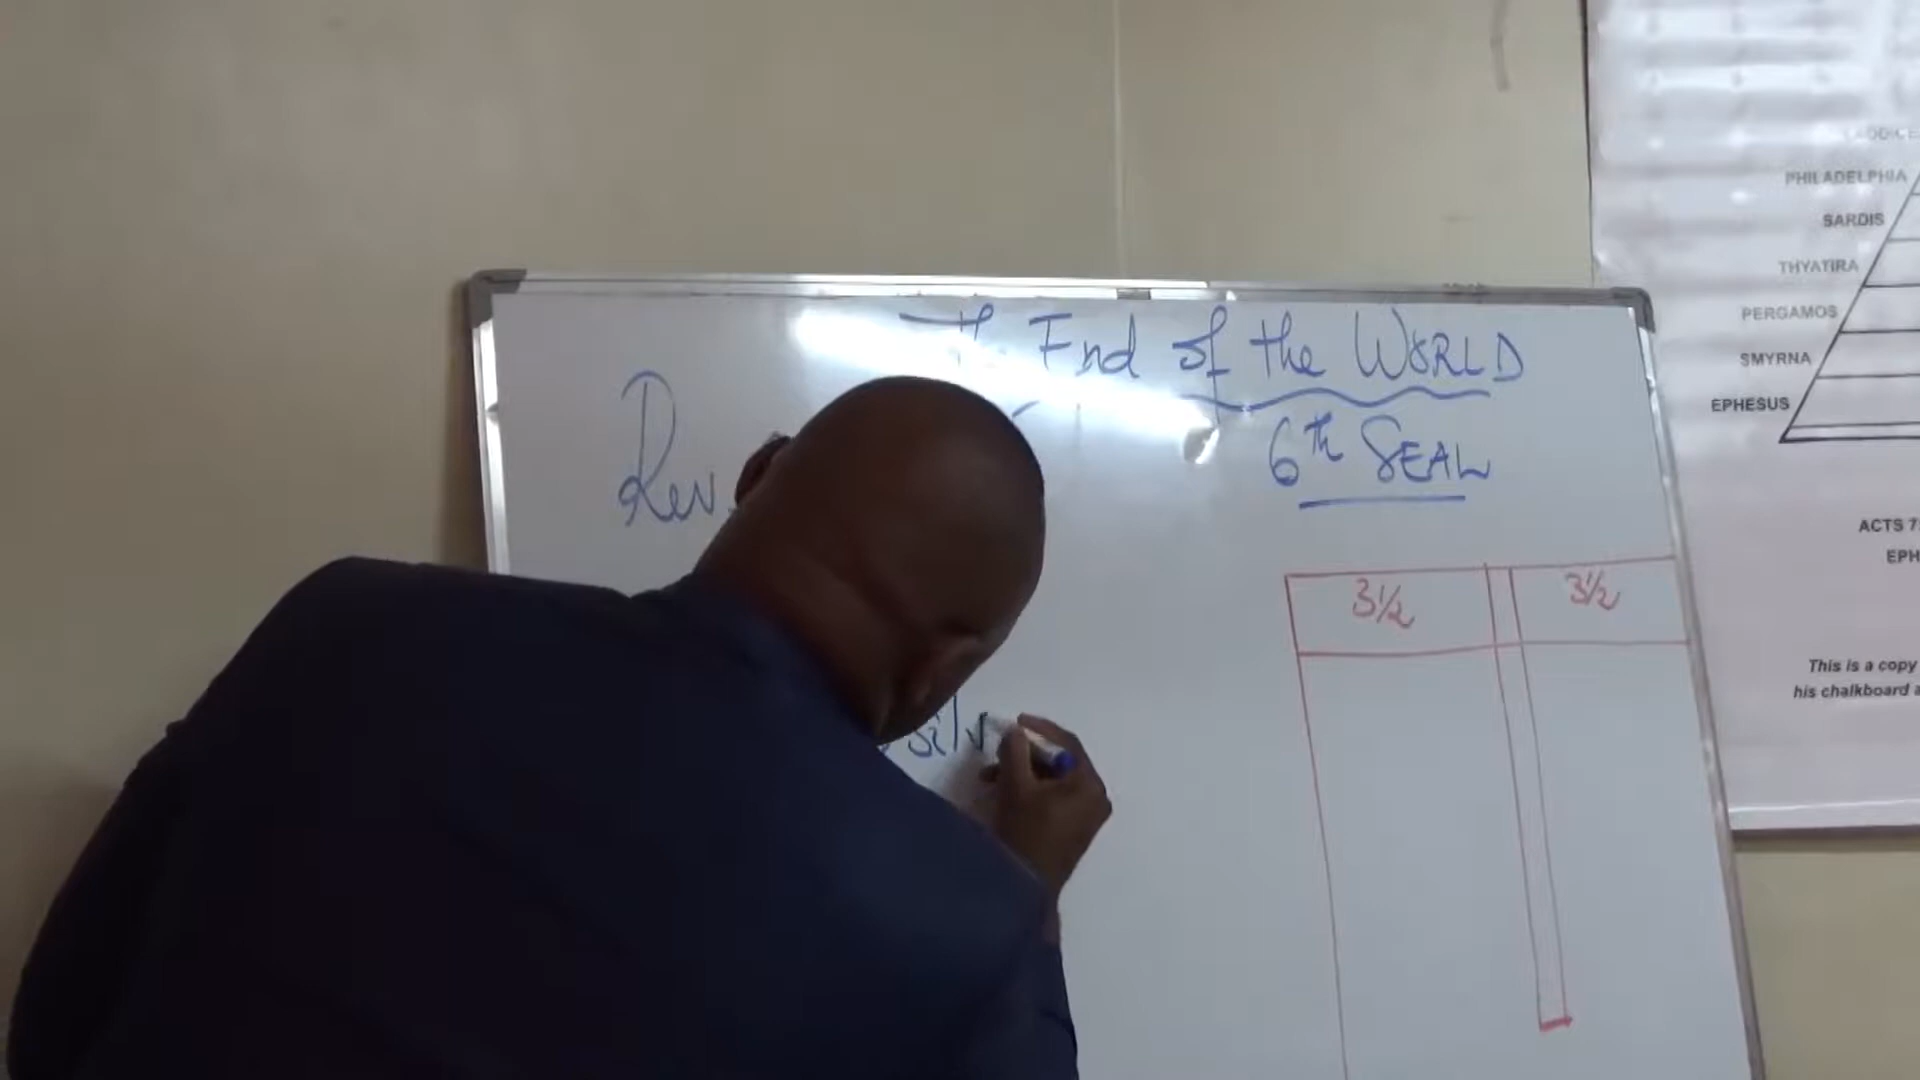 The End of the WORLD
Rev
6th SEAL
3½ 3½
PHILADELPHIA
SARDIS
THYATIRA
PERGAMOS
SMYRNA
EPHESUS
ACTS
This is a copy
his chalkboard